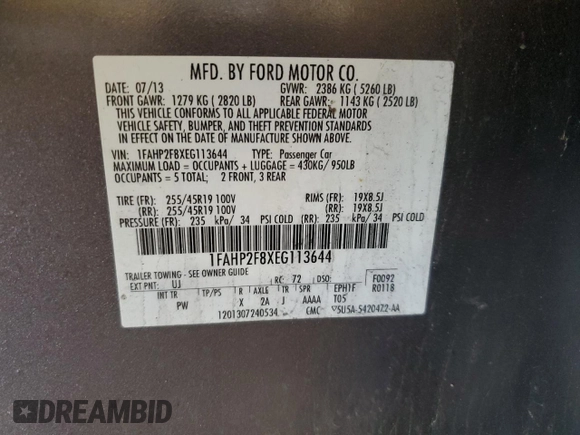 MFD. BY FORD MOTOR CO.
DATE: 07/13 GVWR: 2386 KG ( 5260 LB)
FRONT GAWR: 1279 KG ( 2820 LB) REAR GAWR: 1143 KG ( 2520 LB)
THIS VEHICLE CONFORMS TO ALL APPLICABLE FEDERAL MOTOR
VEHICLE SAFETY, BUMPER, AND THEFT PREVENTION STANDARDS
IN EFFECT ON THE DATE OF MANUFACTURE SHOWN ABOVE.
VIN: 1FAHP2F8XEG113644 TYPE: Passenger Car
MAXIMUM LOAD = OCCUPANTS + LUGGAGE = 430KG/ 950LB
OCCUPANTS = 5 TOTAL; 2 FRONT, 3 REAR
TIRE (FR): 255/45R19 100V RIMS (FR): 19X8.5J
(RR): 255/45R19 100V (RR): 19X8.5J
PRESSURE (FR): 235 kPa/ 34 PSI COLD (RR): 235 kPa/ 34 PSI COLD
1FAHP2F8XEG113644
TRAILER TOWING - SEE OWNER GUIDE
EXT PNT: UJ RC: 72 DSO: F0092
INT TR TP/PS R AXLE TR SPR EPH1F R0118
PW X 2A J AAAA T05
1201307240534 CMC
DREAMBID